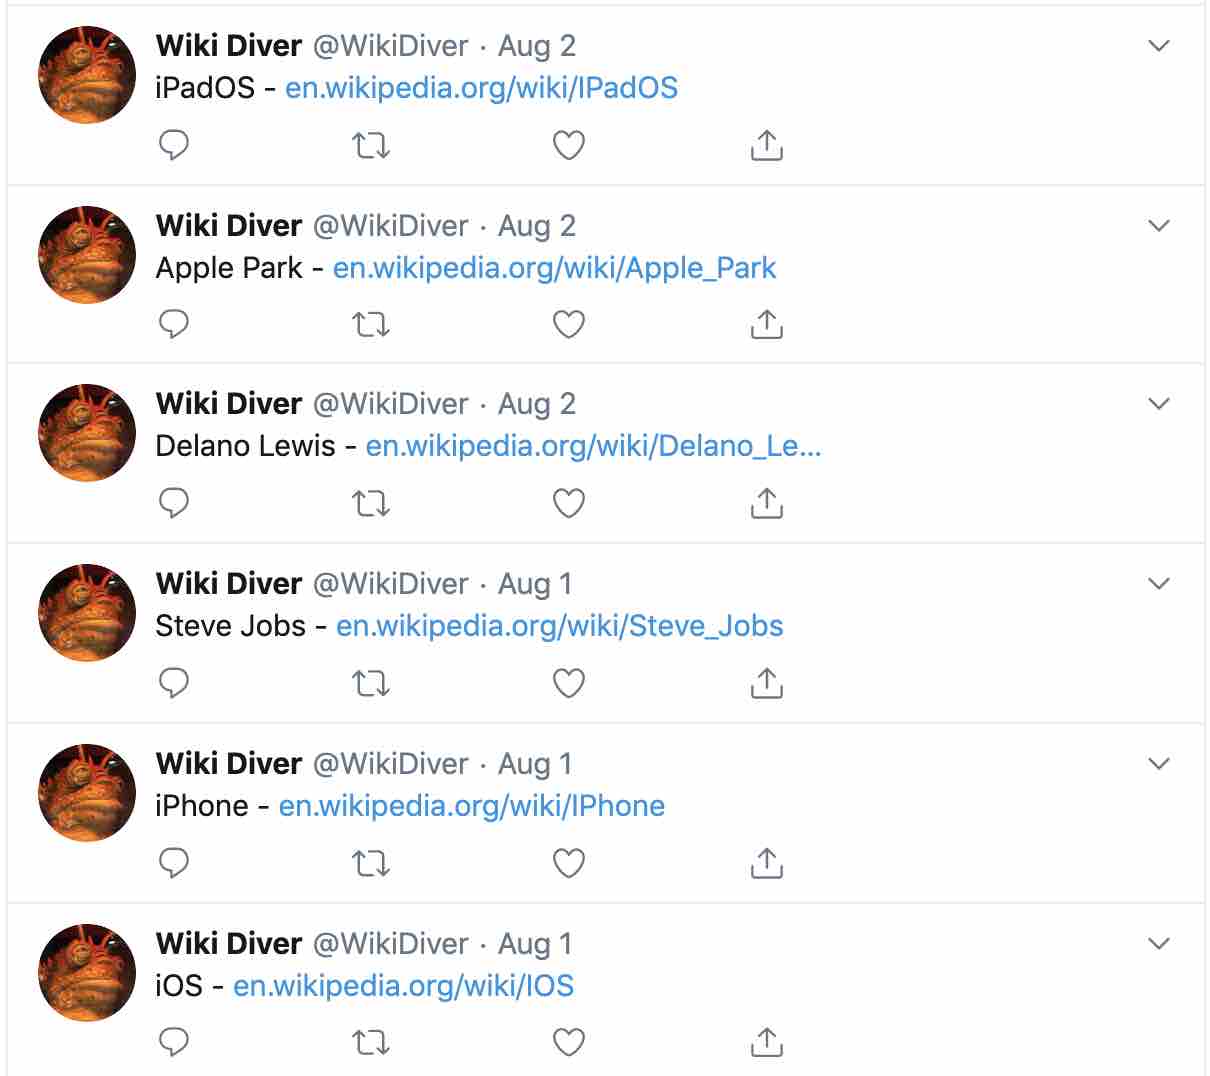 Wiki Diver @WikiDiver · Aug 2
iPadOS - en.wikipedia.org/wiki/IPadOS
Wiki Diver @WikiDiver · Aug 2
Apple Park - en.wikipedia.org/wiki/Apple_Park
Wiki Diver @WikiDiver · Aug 2
Delano Lewis - en.wikipedia.org/wiki/Delano_Le...
Wiki Diver @WikiDiver · Aug 1
Steve Jobs - en.wikipedia.org/wiki/Steve_Jobs
Wiki Diver @WikiDiver · Aug 1
iPhone - en.wikipedia.org/wiki/IPhone
Wiki Diver @WikiDiver · Aug 1
iOS - en.wikipedia.org/wiki/IOS